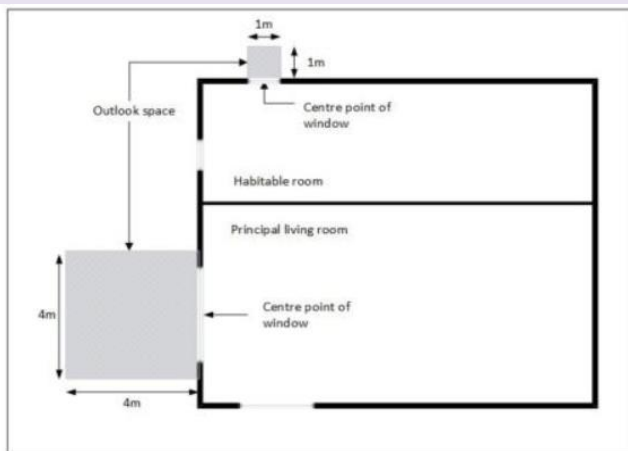 1m
1m
Outlook space
Centre point of
window
Habitable room
Principal living room
4m
Centre point of
window
4m